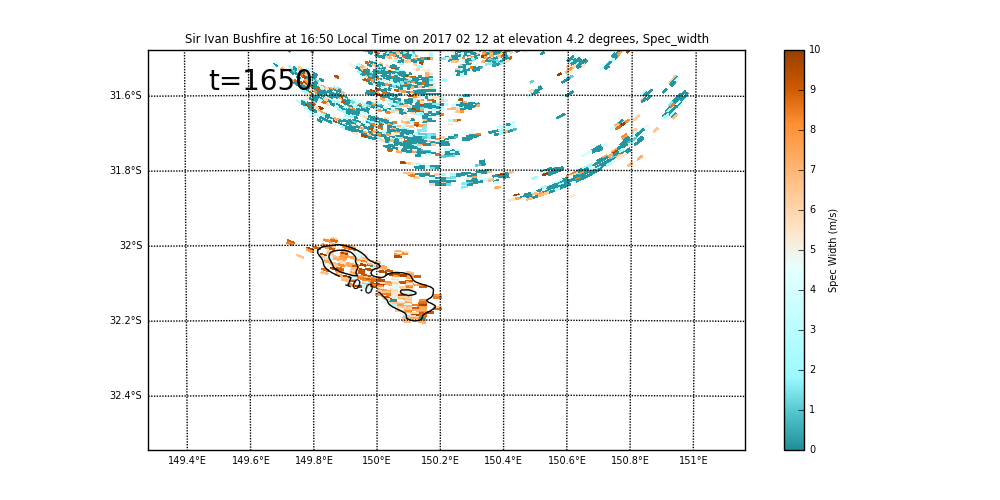 Sir Ivan Bushfire at 16:50 Local Time on 2017 02 12 at elevation 4.2 degrees, Spec_width
t=1650
31.6°S
31.8°S
32°S
32.2°S
32.4°S
10.0
149.4°E 149.6°E 149.8°E 150°E 150.2°E 150.4°E 150.6°E 150.8°E 151°E
10
9
8
7
6
5
4
3
2
1
0
Spec Width (m/s)